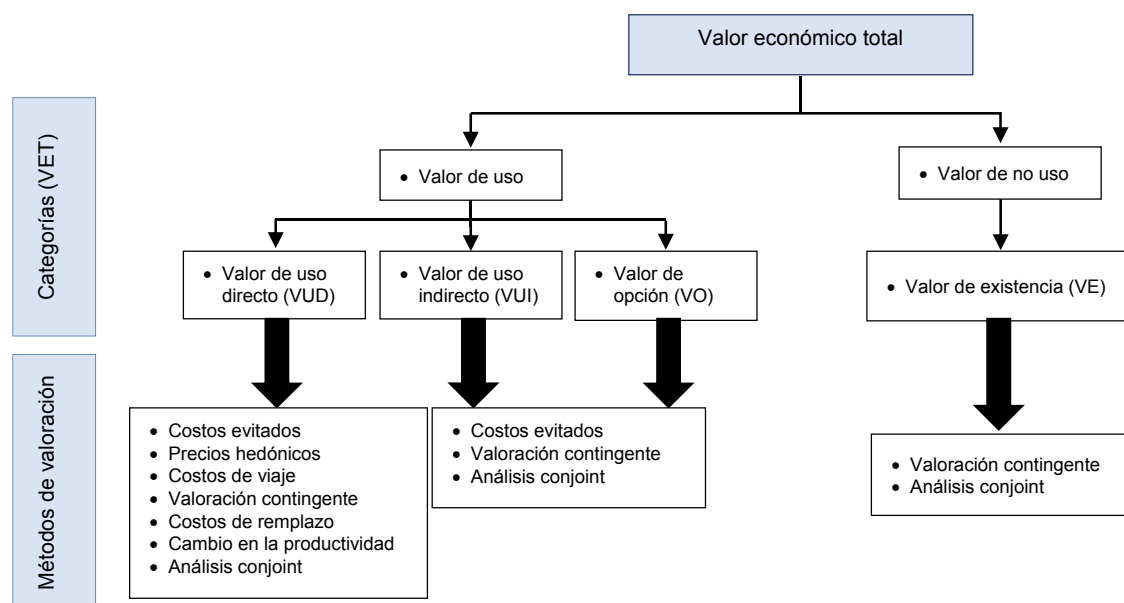 Valor económico total
Categorías (VET)
• Valor de uso
• Valor de no uso
• Valor de uso
directo (VUD)
• Valor de uso
indirecto (VUI)
• Valor de
opción (VO)
• Valor de existencia (VE)
Métodos de valoración
• Costos evitados
• Precios hedónicos
• Costos de viaje
• Valoración contingente
• Costos de remplazo
• Cambio en la productividad
• Análisis conjoint
• Costos evitados
• Valoración contingente
• Análisis conjoint
• Valoración contingente
• Análisis conjoint